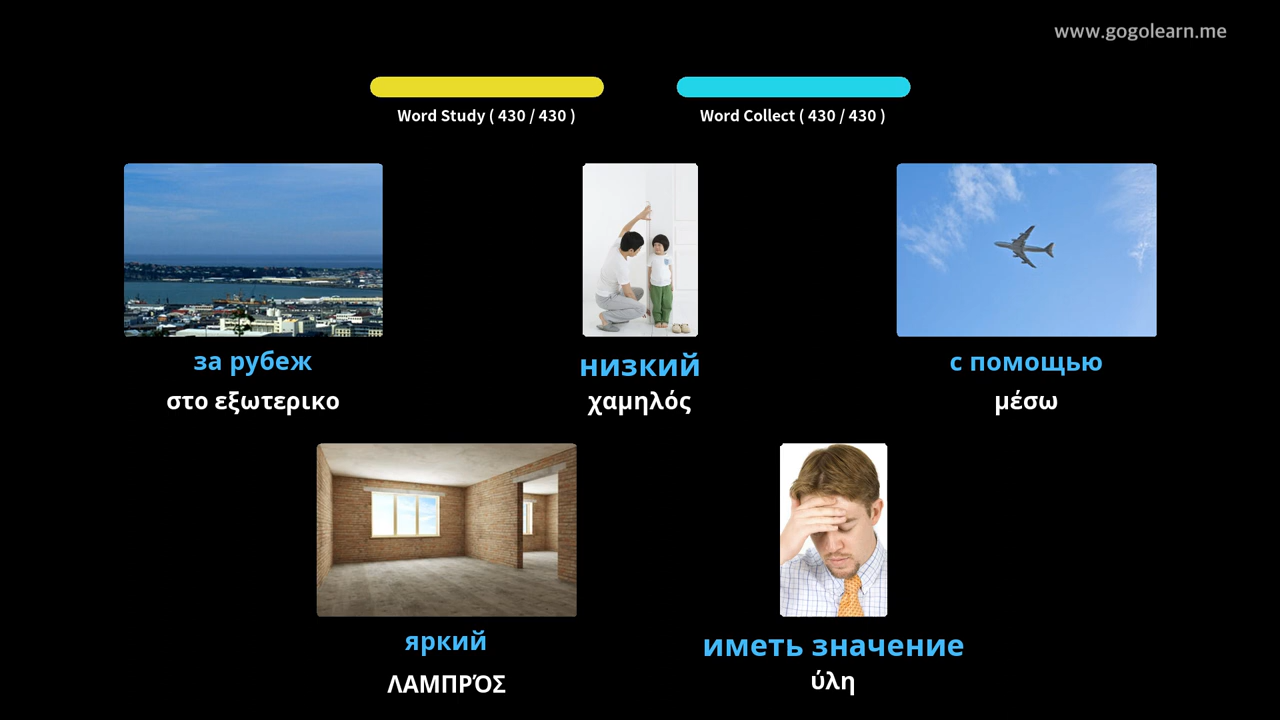 www.gogolearn.me
Word Study ( 430 / 430 )
Word Collect ( 430 / 430 )
за рубеж
στο εξωτερικο
низкий
χαμηλός
с помощью
μέσω
яркий
ΛΑΜΠΡΌΣ
иметь значение
ύλη